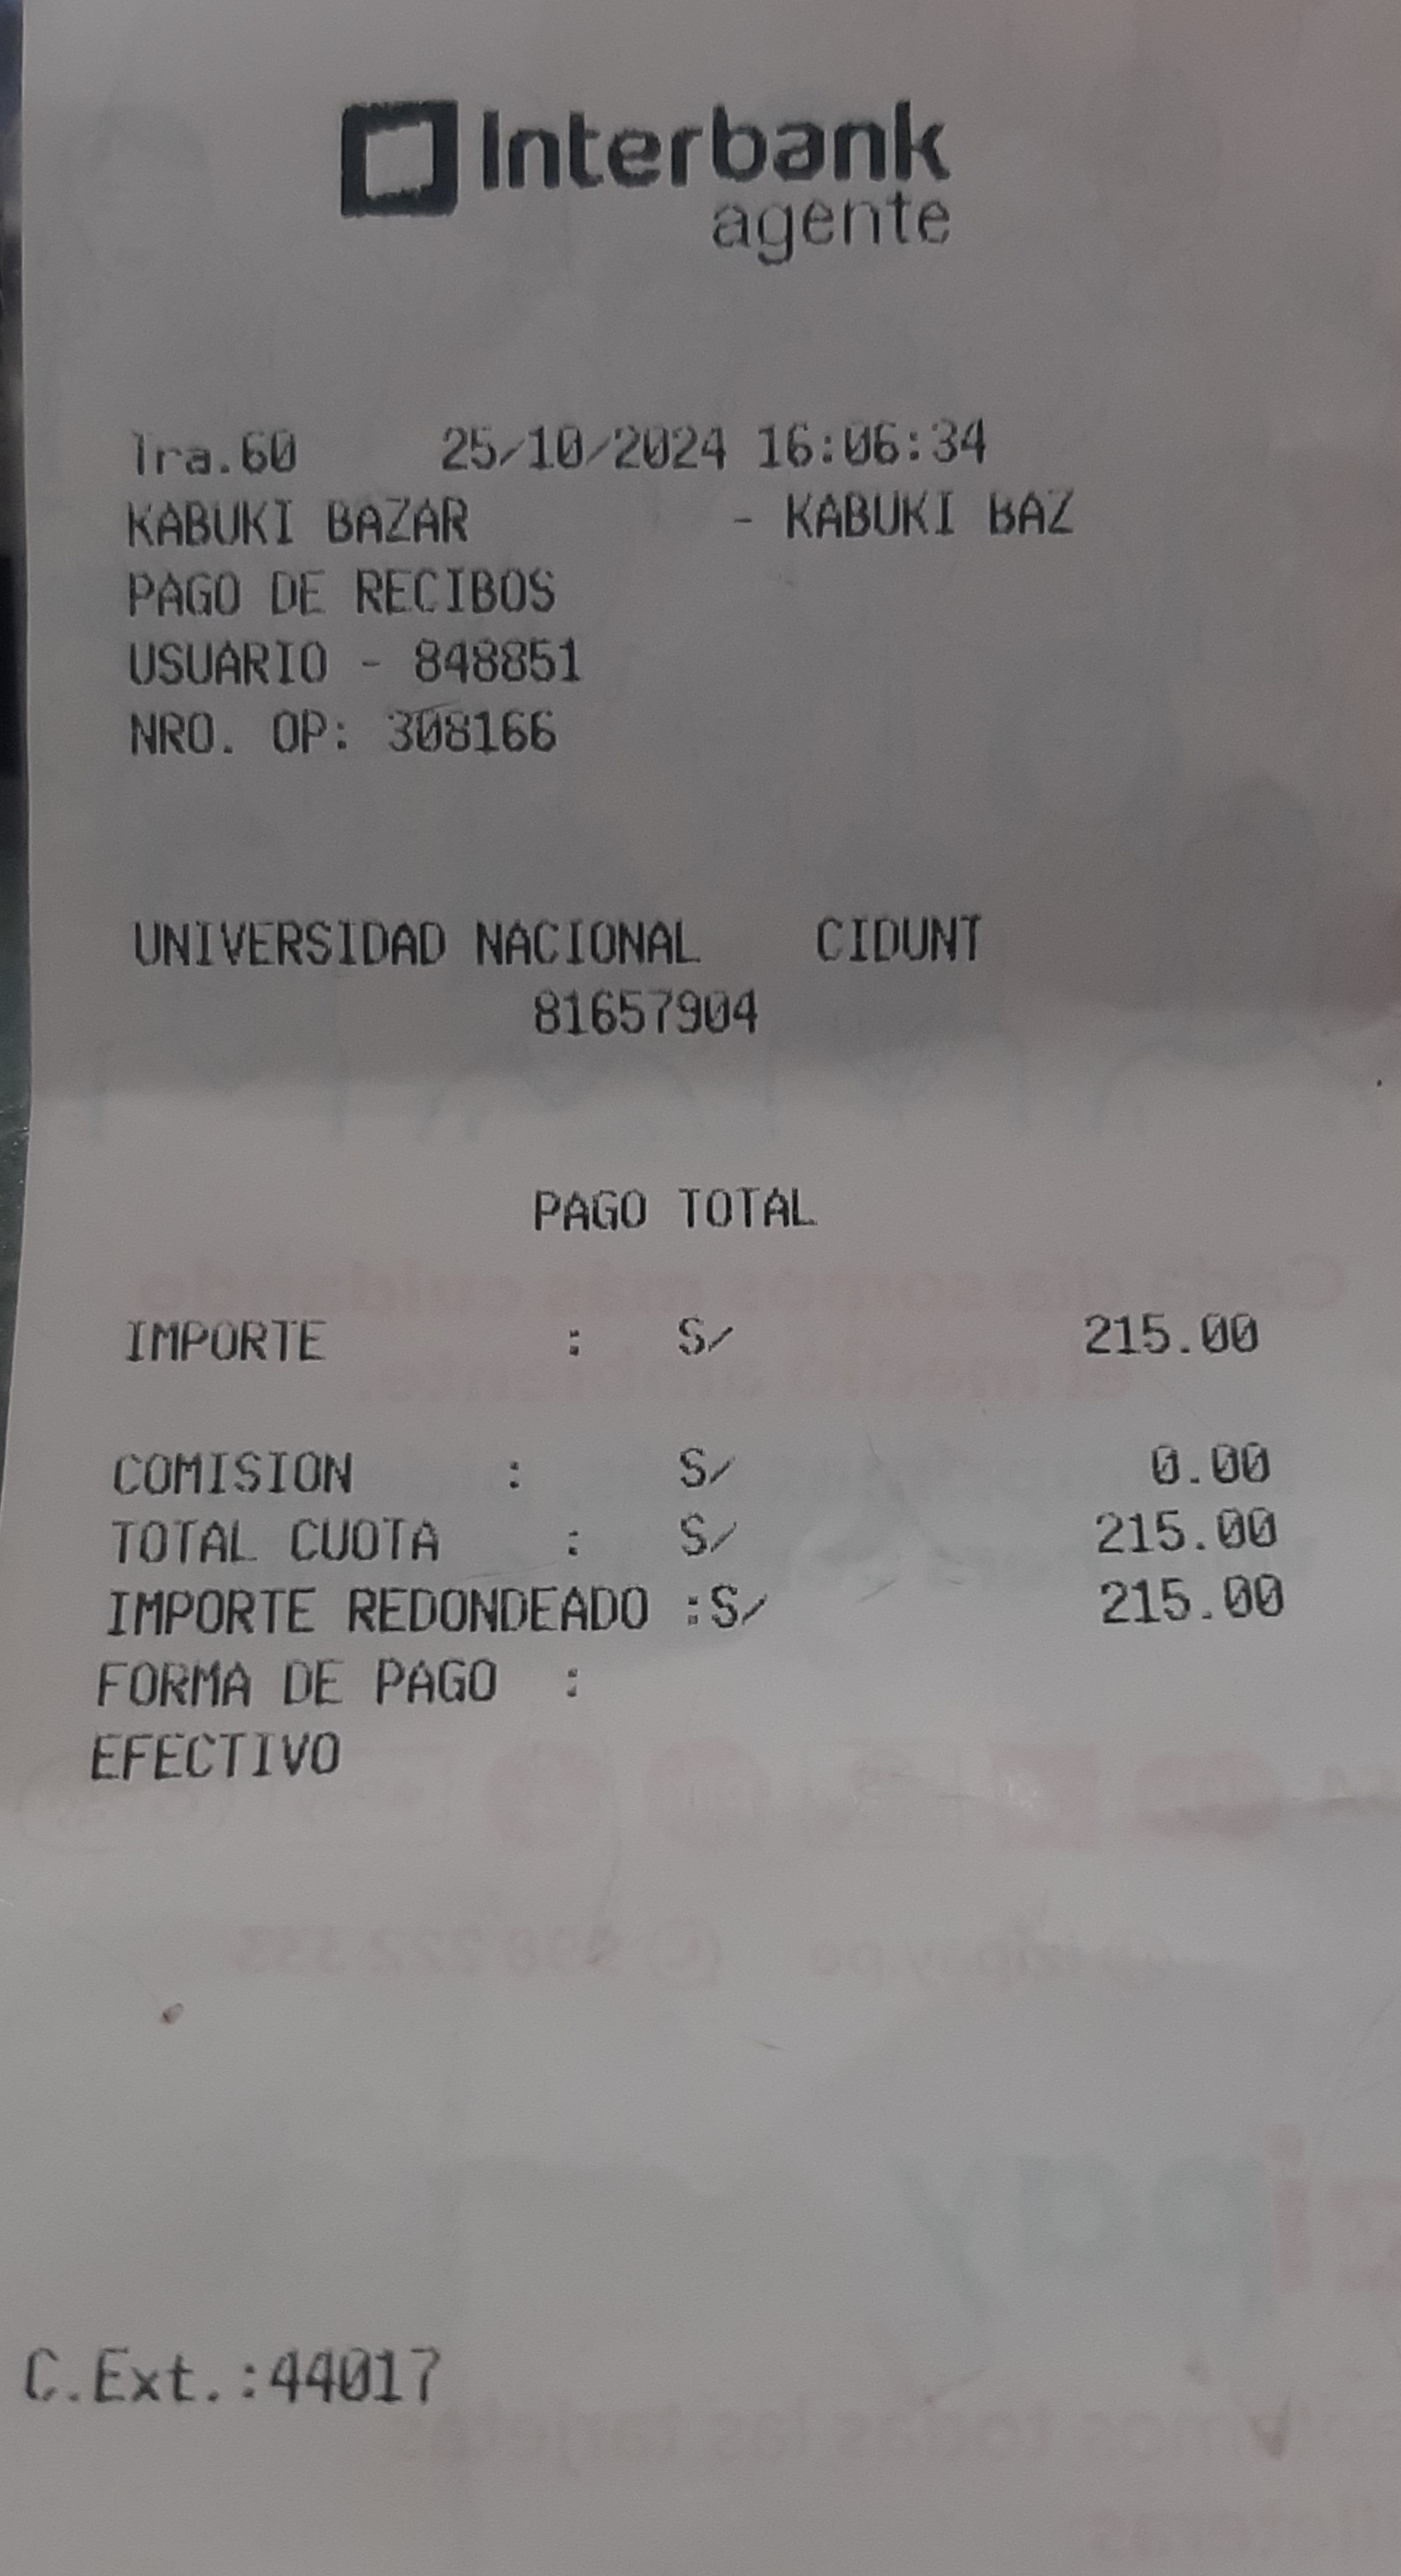 Interbank
agente
Tra.60 25/10/2024 16:06:34
KABUKI BAZAR - KABUKI BAZ
PAGO DE RECIBOS
USUARIO - 848851
NRO. OP: 308166
UNIVERSIDAD NACIONAL CIDUNT
81657904
PAGO TOTAL
IMPORTE : S/ 215.00
COMISION : S/ 0.00
TOTAL CUOTA : S/ 215.00
IMPORTE REDONDEADO :S/ 215.00
FORMA DE PAGO :
EFECTIVO
C.Ext.:44017